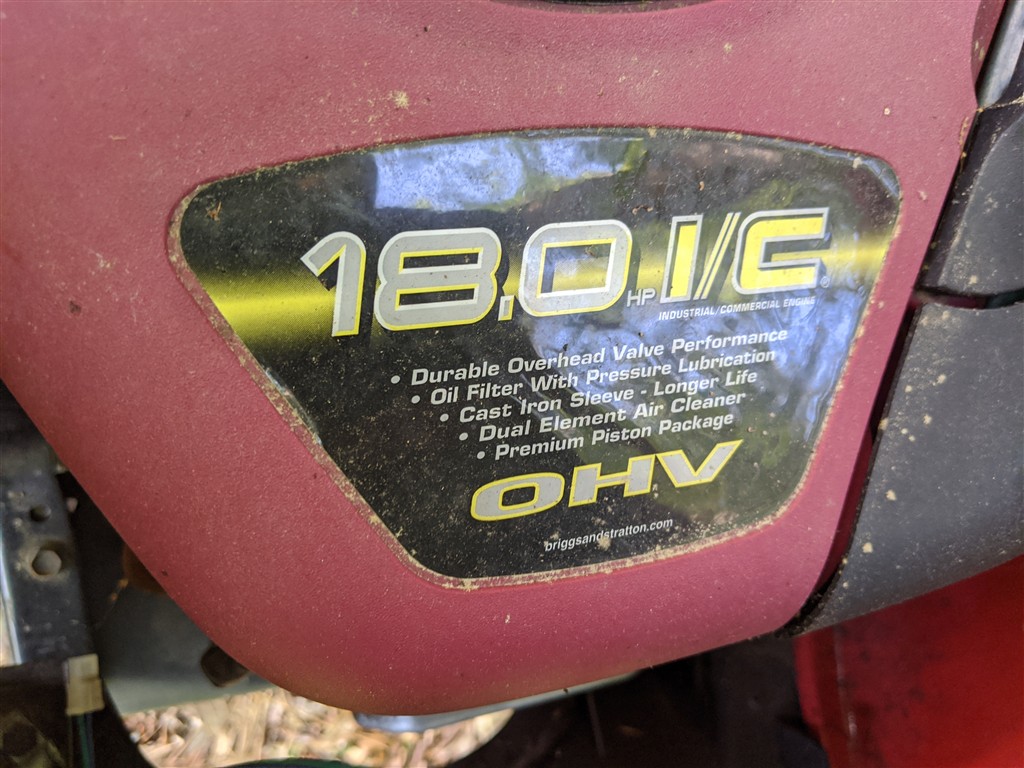 18.0 HP I/C
INDUSTRIAL/COMMERCIAL ENGINE
• Durable Overhead Valve Performance
• Oil Filter With Pressure Lubrication
• Cast Iron Sleeve - Longer Life
• Dual Element Air Cleaner
• Premium Piston Package
OHV
briggsandstratton.com